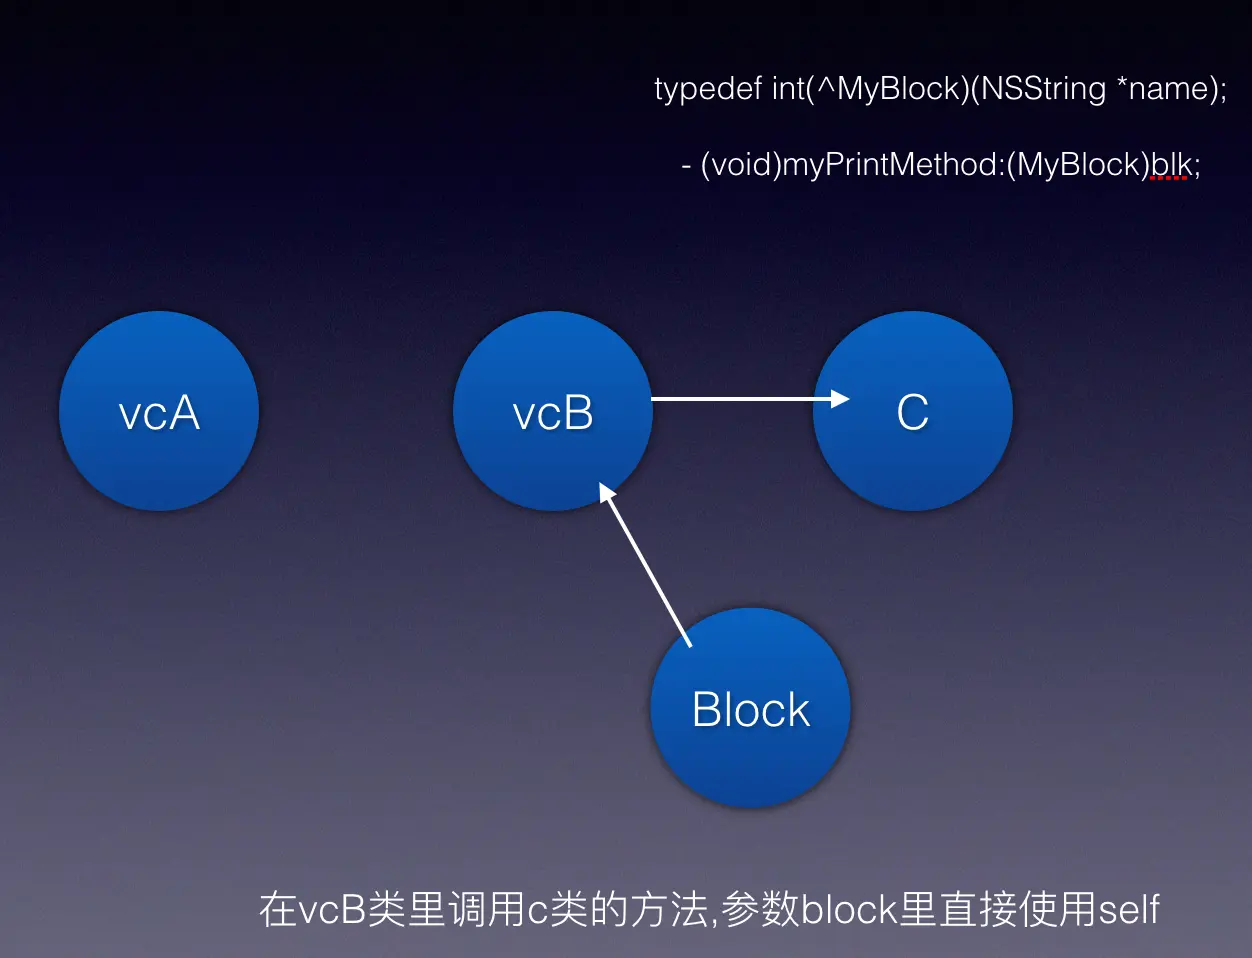 typedef int(^MyBlock)(NSString *name);
- (void)myPrintMethod:(MyBlock)blk;
vcA
vcB
C
Block
在vcB类里调用c类的方法,参数block里直接使用self